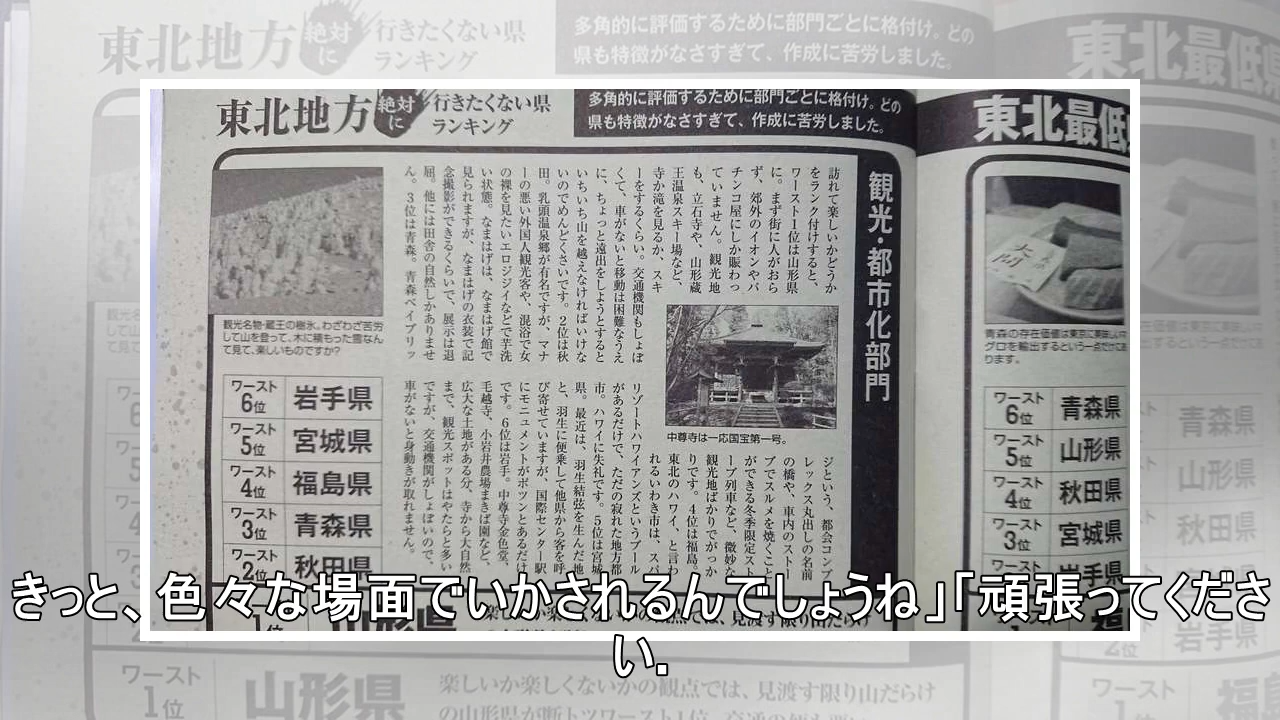 東北地方
絶対
に
行きたくない県
ランキング
多角的に評価するために部門ごとに格付け。どの
県も特徴がなさすぎて、作成に苦労しました。
東北最低
観光・都市化部門
訪れて楽しいかどうか
をランク付けすると、
ワースト1位は山形県
に。まず街に人がおら
ず、郊外のイオンやパ
チンコ屋にしか賑わっ
ていません。観光地
も、立石寺や、山形蔵
王温泉スキー場など、
寺か滝を見るか、スキ
ーをするくらい。交通機関もしょぼ
くて、車がないと移動は困難なうえ
に、ちょっと遠出をしようとすると
いちいち山を越えなければいけな
いのでめんどくさいです。2位は秋
田。乳頭温泉郷が有名ですが、マナ
ーの悪い外国人観光客や、混浴で女
の裸を見たいエロジジイなどで芋洗
い状態。なまはげは、なまはげ館で
見られますが、なまはげの衣装で記
念撮影ができるくらいで、展示は退
屈。他には田舎の自然しかありませ
ん。3位は青森。青森ベイブリッ
ジという、都会コンプ
レックス丸出しの名前
の橋や、車内のストー
ブでスルメを焼くこと
ができる冬季限定スト
ーブ列車など、微妙な
観光地ばかりでがっか
りです。4位は福島。
東北のハワイ、と言わ
れるいわき市は、スパ
リゾートハワイアンズというプール
があるだけで、ただの寂れた地方都
市。ハワイに失礼です。5位は宮城
県。最近は、羽生結弦を生んだ地
と、羽生に便乗して他県から客を呼
び寄せていますが、国際センター駅
にモニュメントがポツンとあるだけ
です。6位は岩手。中尊寺金色堂、
毛越寺、小岩井農場まきば園など、
広大な土地がある分、寺から大自然
まで、観光スポットはやたらと多い
ですが、交通機関がしょぼいので、
車がないと身動きが取れません。
観光名物・蔵王の樹氷。わざわざ苦労
して山を登って、木に積もった雪なん
て見て、楽しいものですか?
中尊寺は一応国宝第一号。
ワースト6位 岩手県
ワースト5位 宮城県
ワースト4位 福島県
ワースト3位 青森県
ワースト2位 秋田県
ワースト6位 青森県
ワースト5位 山形県
ワースト4位 秋田県
ワースト3位 宮城県
岩手県
きっと、色々な場面でいかされるんでしょうね」「頑張ってくださ
い.
ワースト
1位
山形県
楽しいか楽しくないかの観点では、見渡す限り山だらけ
の山形県が断トツワースト1位。